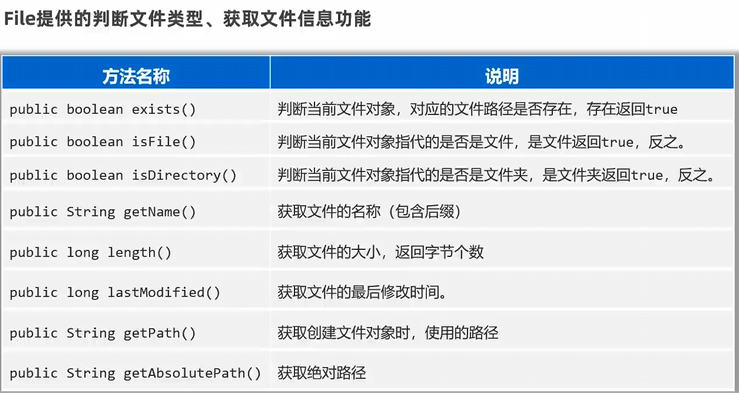 File提供的判断文件类型、获取文件信息功能
方法名称 说明
public boolean exists() 判断当前文件对象，对应的文件路径是否存在，存在返回true
public boolean isFile() 判断当前文件对象指代的是否是文件，是文件返回true，反之。
public boolean isDirectory() 判断当前文件对象指代的是否是文件夹，是文件夹返回true，反之。
public String getName() 获取文件的名称（包含后缀）
public long length() 获取文件的大小，返回字节个数
public long lastModified() 获取文件的最后修改时间。
public String getPath() 获取创建文件对象时，使用的路径
public String getAbsolutePath() 获取绝对路径